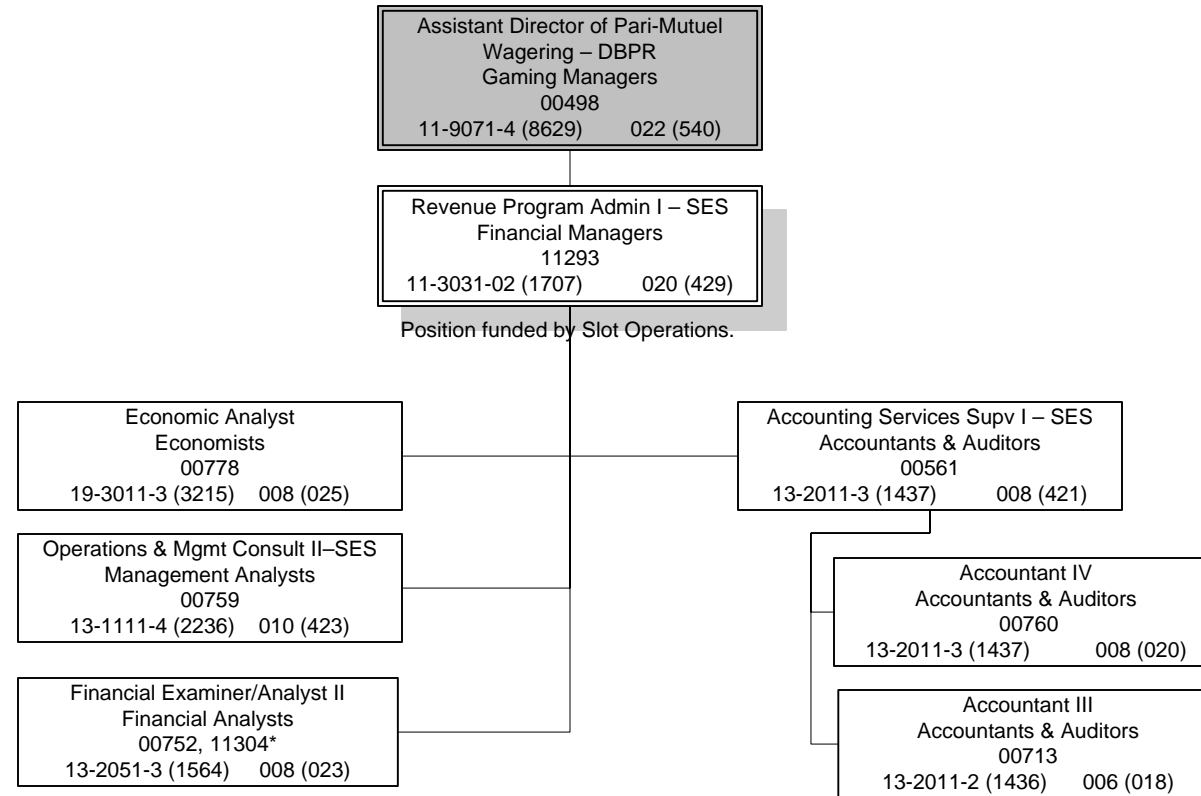 Assistant Director of Pari-Mutuel
Wagering – DBPR
Gaming Managers
00498
11-9071-4 (8629) 022 (540)
Revenue Program Admin I – SES
Financial Managers
11293
11-3031-02 (1707) 020 (429)
Position funded by Slot Operations.
Economic Analyst
Economists
00778
19-3011-3 (3215) 008 (025)
Operations & Mgmt Consult II–SES
Management Analysts
00759
13-1111-4 (2236) 010 (423)
Financial Examiner/Analyst II
Financial Analysts
00752, 11304*
13-2051-3 (1564) 008 (023)
Accounting Services Supv I – SES
Accountants & Auditors
00561
13-2011-3 (1437) 008 (421)
Accountant IV
Accountants & Auditors
00760
13-2011-3 (1437) 008 (020)
Accountant III
Accountants & Auditors
00713
13-2011-2 (1436) 006 (018)